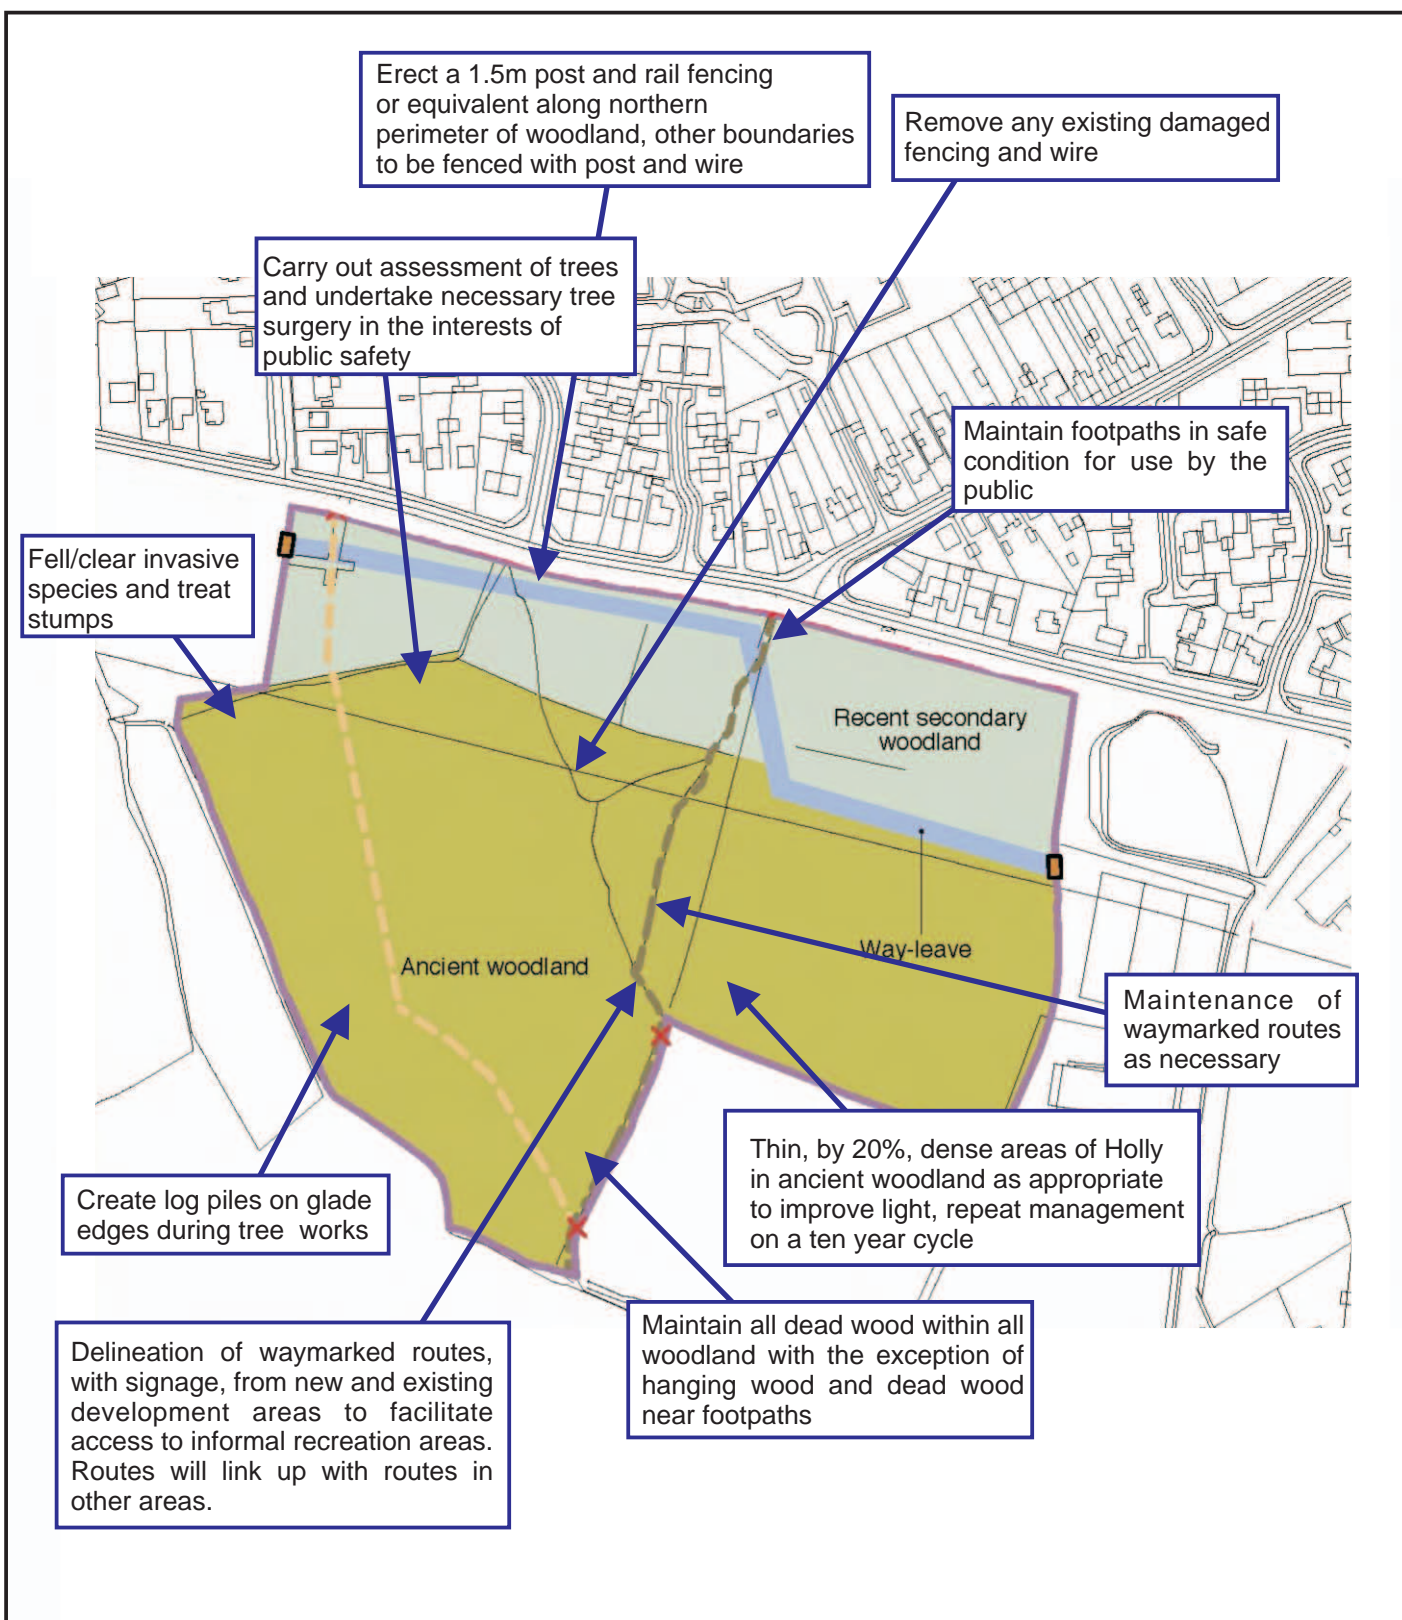 Erect a 1.5m post and rail fencing
or equivalent along northern
perimeter of woodland, other boundaries
to be fenced with post and wire
Remove any existing damaged
fencing and wire
Carry out assessment of trees
and undertake necessary tree
surgery in the interests of
public safety
Maintain footpaths in safe
condition for use by the
public
Fell/clear invasive
species and treat
stumps
Recent secondary
woodland
Ancient woodland
Way-leave
Maintenance of
waymarked routes
as necessary
Thin, by 20%, dense areas of Holly
in ancient woodland as appropriate
to improve light, repeat management
on a ten year cycle
Create log piles on glade
edges during tree works
Maintain all dead wood within all
woodland with the exception of
hanging wood and dead wood
near footpaths
Delineation of waymarked routes,
with signage, from new and existing
development areas to facilitate
access to informal recreation areas.
Routes will link up with routes in
other areas.